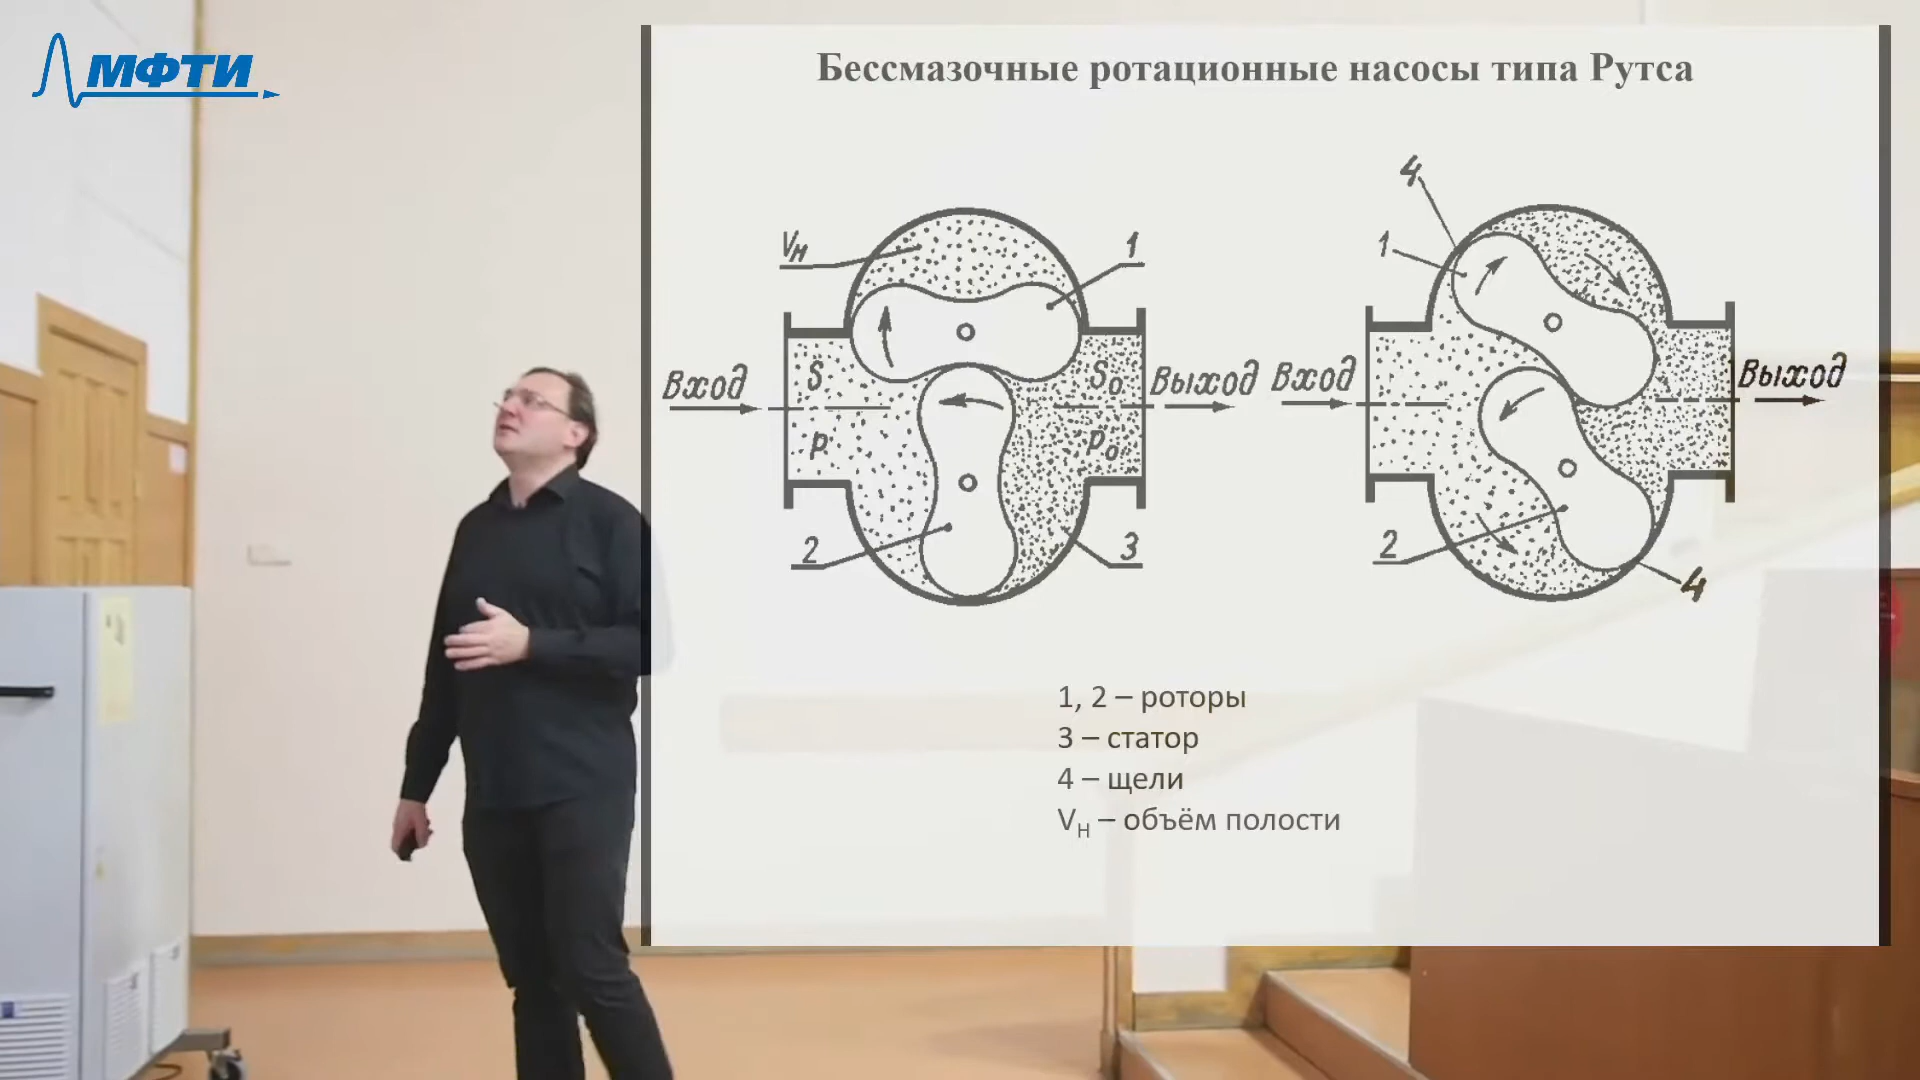 МФТИ
Бессмазочные ротационные насосы типа Рутса
Vн
1
Вход
S
p
S₀
p₀
Выход
2
3
4
1
Вход
Выход
2
4
1, 2 – роторы
3 – статор
4 – щели
Vн – объём полости